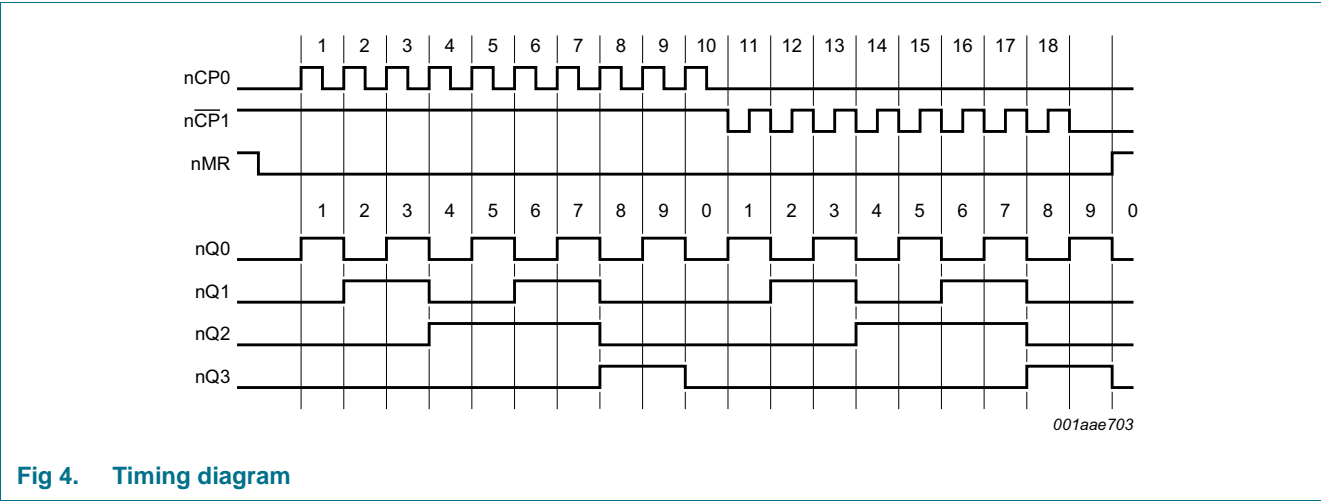 1 2 3 4 5 6 7 8 9 10 11 12 13 14 15 16 17 18
nCP0
nCP1
nMR
1 2 3 4 5 6 7 8 9 0 1 2 3 4 5 6 7 8 9 0
nQ0
nQ1
nQ2
nQ3
001aae703
Fig 4. Timing diagram